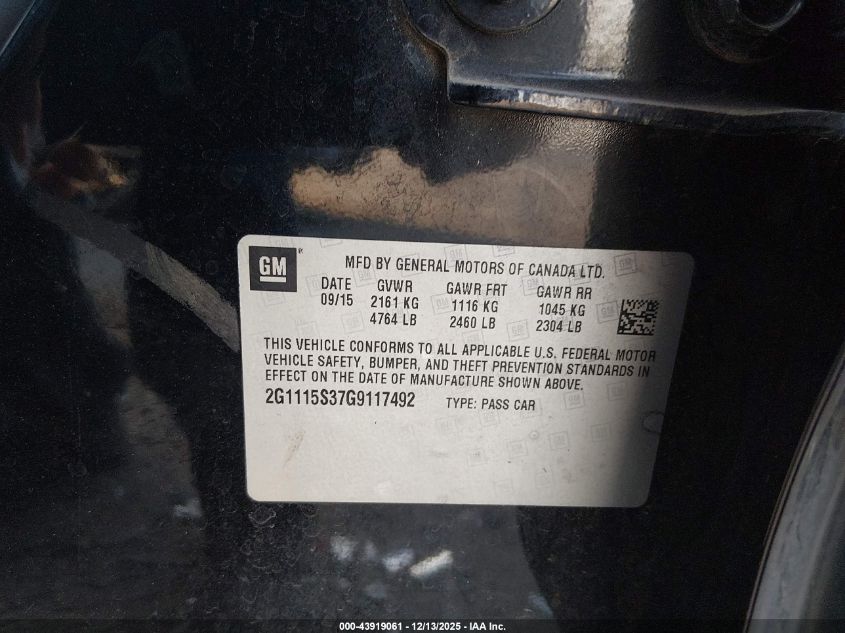 GM
MFD BY GENERAL MOTORS OF CANADA LTD.
DATE GVWR GAWR FRT GAWR RR
09/15 2161 KG 1116 KG 1045 KG
4764 LB 2460 LB 2304 LB
THIS VEHICLE CONFORMS TO ALL APPLICABLE U.S. FEDERAL MOTOR
VEHICLE SAFETY, BUMPER, AND THEFT PREVENTION STANDARDS IN
EFFECT ON THE DATE OF MANUFACTURE SHOWN ABOVE.
2G1115S37G9117492 TYPE: PASS CAR
000-43919061 - 12/13/2025 - IAA Inc.